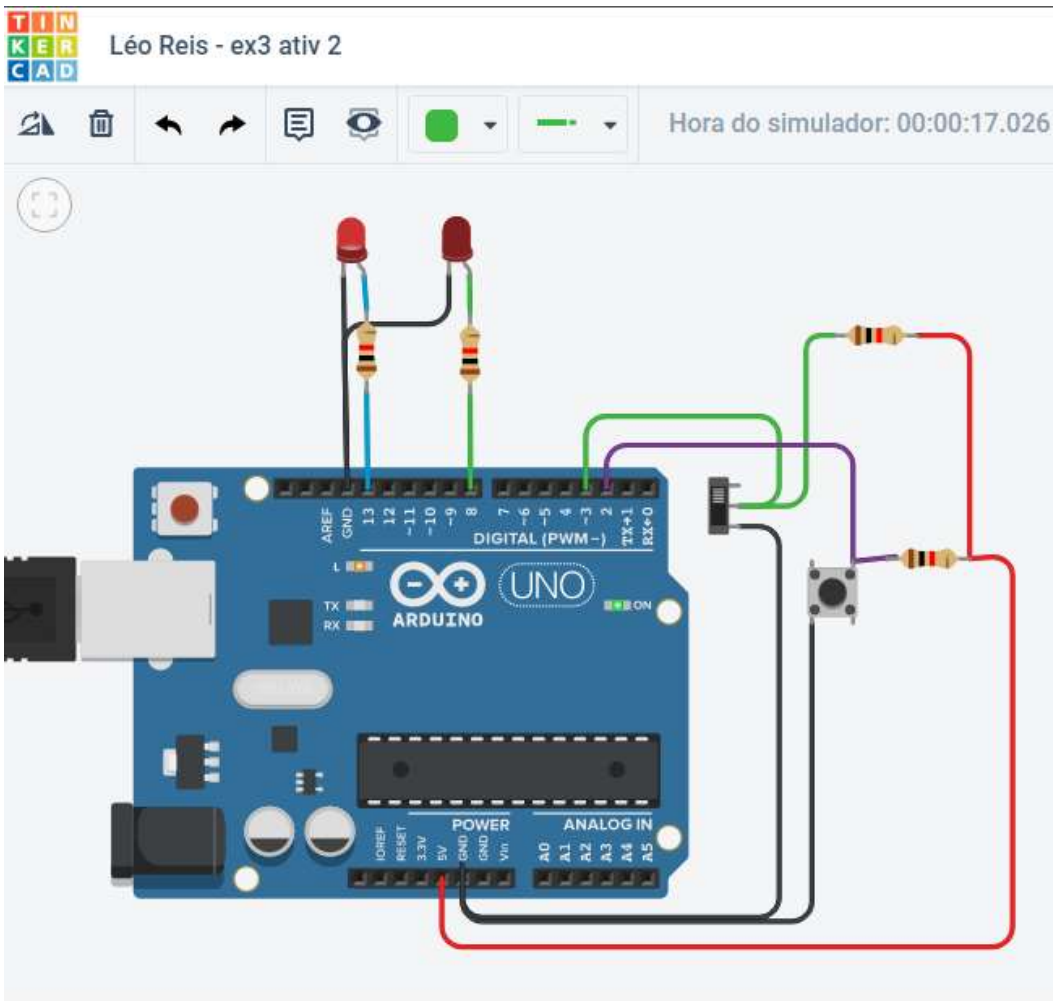 TIN
KER
CAD
Léo Reis - ex3 ativ 2
Hora do simulador: 00:00:17.026
AREF
GND
13
12
~11
~10
~9
8
7
~6
~5
4
~3
2
TX→1
RX←0
DIGITAL (PWM~)
L
TX
RX
ARDUINO
UNO
ON
POWER
ANALOG IN
IOREF
RESET
3.3V
5V
GND
GND
Vin
A0
A1
A2
A3
A4
A5